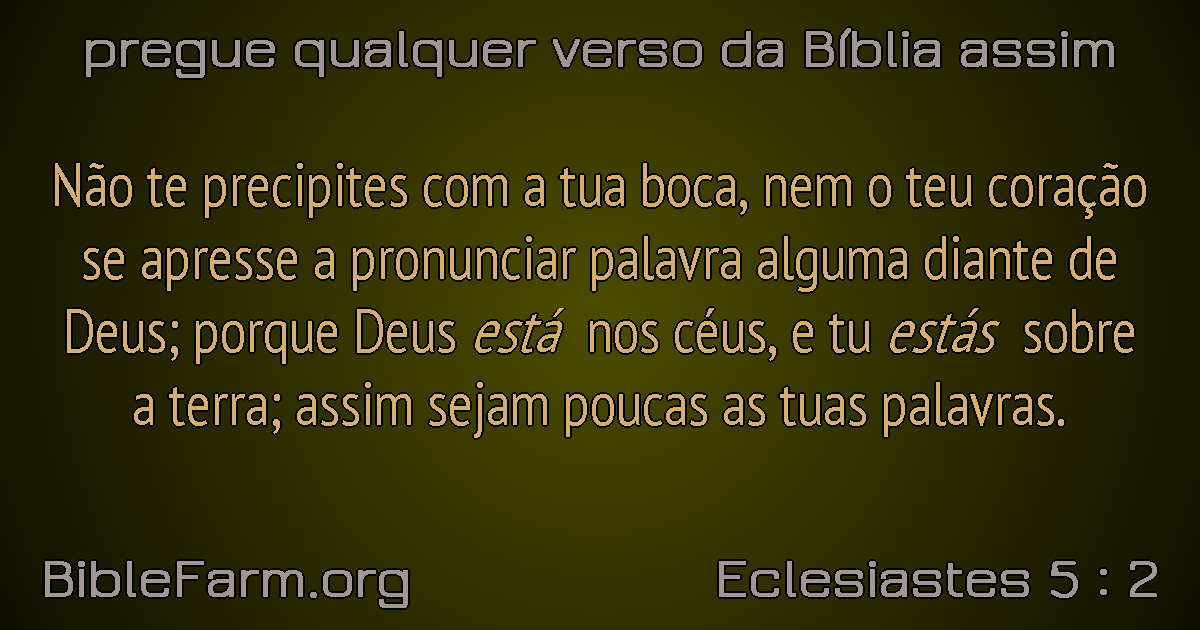 pregue qualquer verso da Bíblia assim
Não te precipites com a tua boca, nem o teu coração
se apresse a pronunciar palavra alguma diante de
Deus; porque Deus está nos céus, e tu estás sobre
a terra; assim sejam poucas as tuas palavras.
BibleFarm.org
Eclesiastes 5 : 2